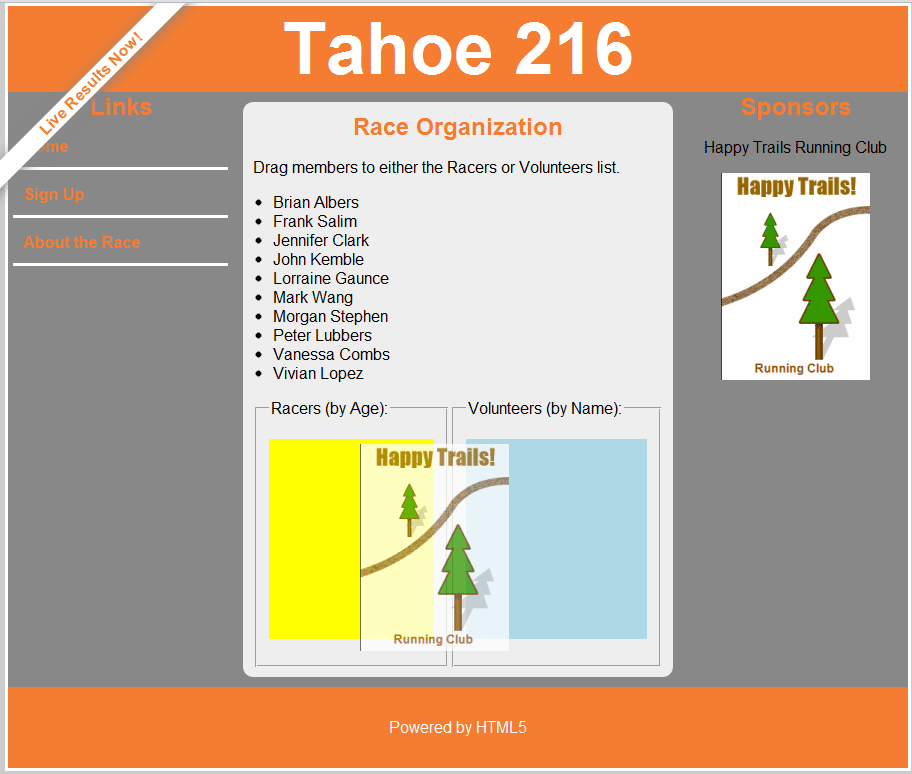 Tahoe 216
Live Results Now!
Links
Sign Up
About the Race
Race Organization
Drag members to either the Racers or Volunteers list.
Brian Albers
Frank Salim
Jennifer Clark
John Kemble
Lorraine Gaunce
Mark Wang
Morgan Stephen
Peter Lubbers
Vanessa Combs
Vivian Lopez
Racers (by Age):
Volunteers (by Name):
Happy Trails!
Running Club
Sponsors
Happy Trails Running Club
Happy Trails!
Running Club
Powered by HTML5